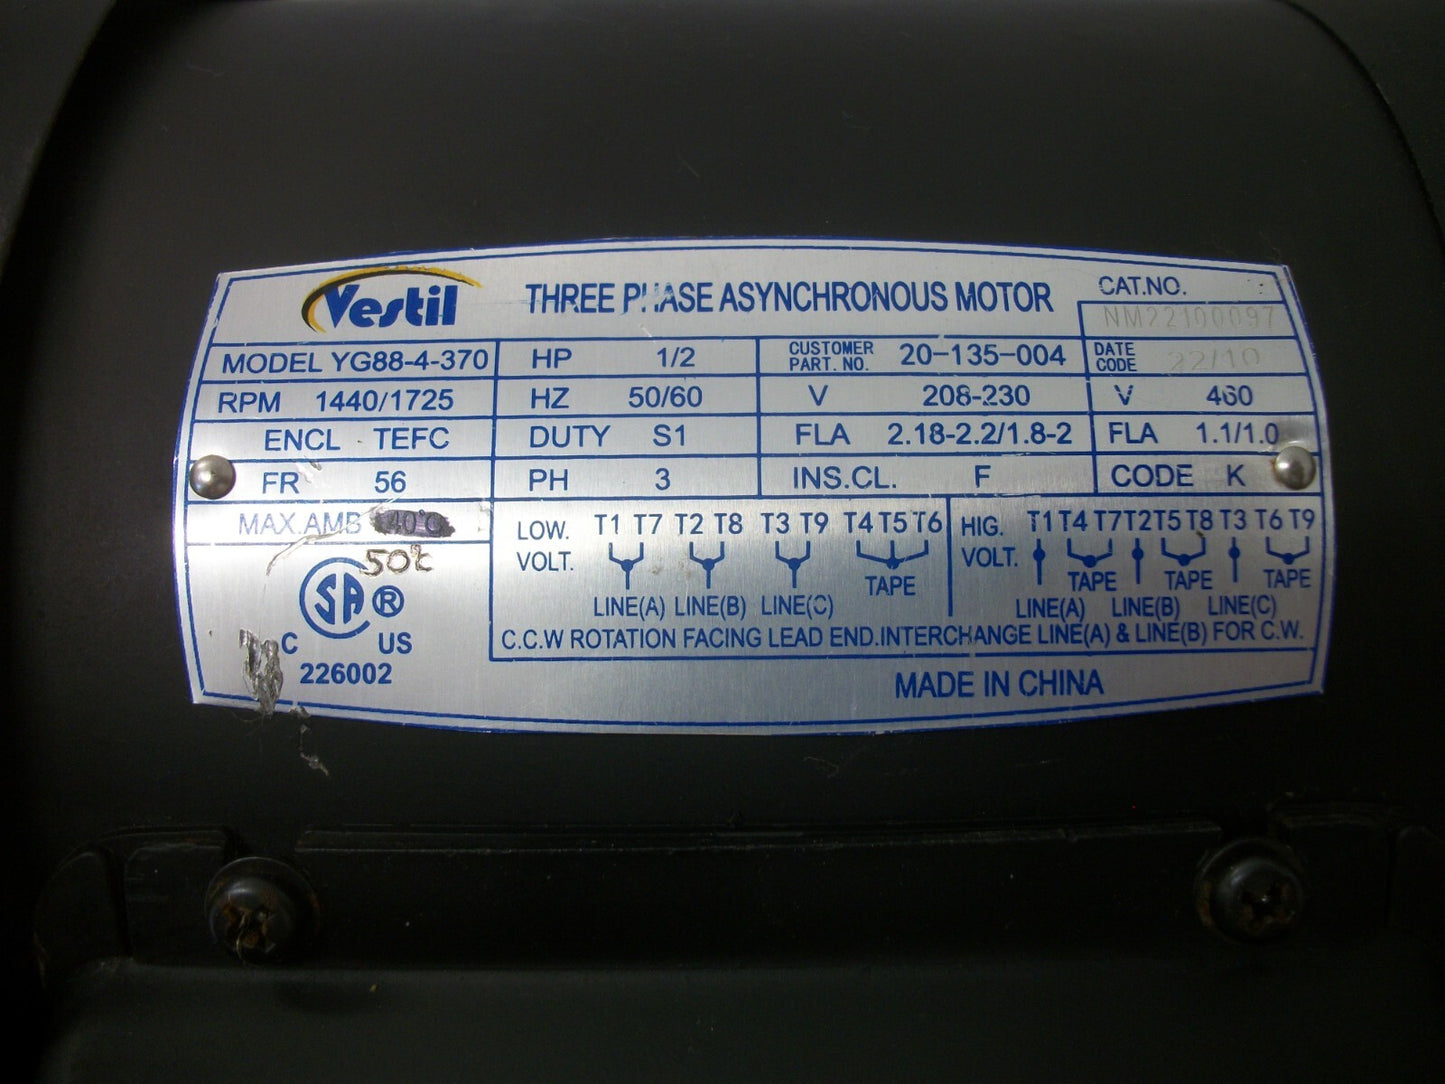 Vestil THREE PHASE ASYNCHRONOUS MOTOR CAT.NO.
NM22100097
MODEL YG88-4-370 HP 1/2 CUSTOMER PART. NO. 20-135-004 DATE CODE 22/10
RPM 1440/1725 HZ 50/60 V 208-230 V 460
ENCL TEFC DUTY S1 FLA 2.18-2.2/1.8-2 FLA 1.1/1.0
FR 56 PH 3 INS.CL. F CODE K
MAX.AMB 40°C
50°C
LOW. VOLT. T1 T7 T2 T8 T3 T9 T4 T5 T6
TAPE
LINE(A) LINE(B) LINE(C)
HIG. VOLT. T1 T4 T7 T2 T5 T8 T3 T6 T9
TAPE TAPE TAPE
LINE(A) LINE(B) LINE(C)
C.C.W ROTATION FACING LEAD END.INTERCHANGE LINE(A) & LINE(B) FOR C.W.
SA ®
C US
226002
MADE IN CHINA